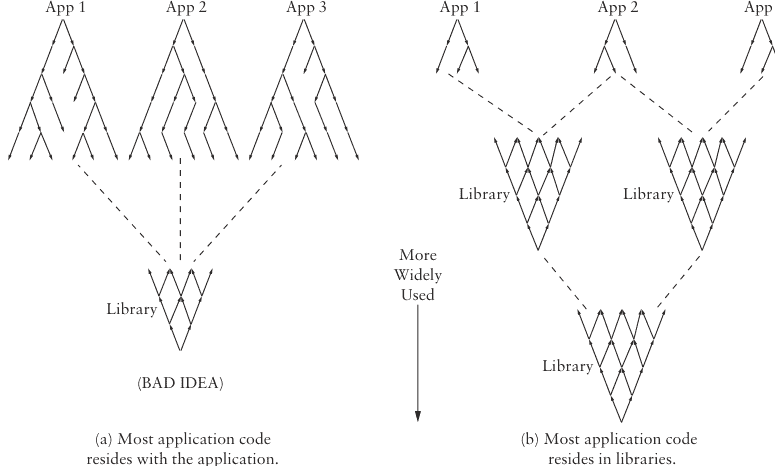 App 1
App 2
App 3
Library
(BAD IDEA)
(a) Most application code
resides with the application.
More
Widely
Used
App 1
App 2
App
Library
Library
Library
(b) Most application code
resides in libraries.